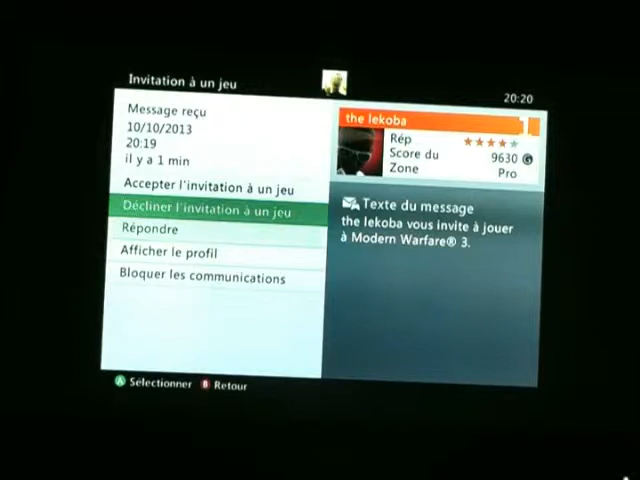 Invitation à un jeu
20:20
Message reçu
10/10/2013
20:19
il y a 1 min
Accepter l'invitation à un jeu
Décliner l'invitation à un jeu
Répondre
Afficher le profil
Bloquer les communications
the lekoba
Rép
Score du 9630 G
Zone Pro
Texte du message
the lekoba vous invite à jouer
à Modern Warfare® 3.
A Sélectionner B Retour